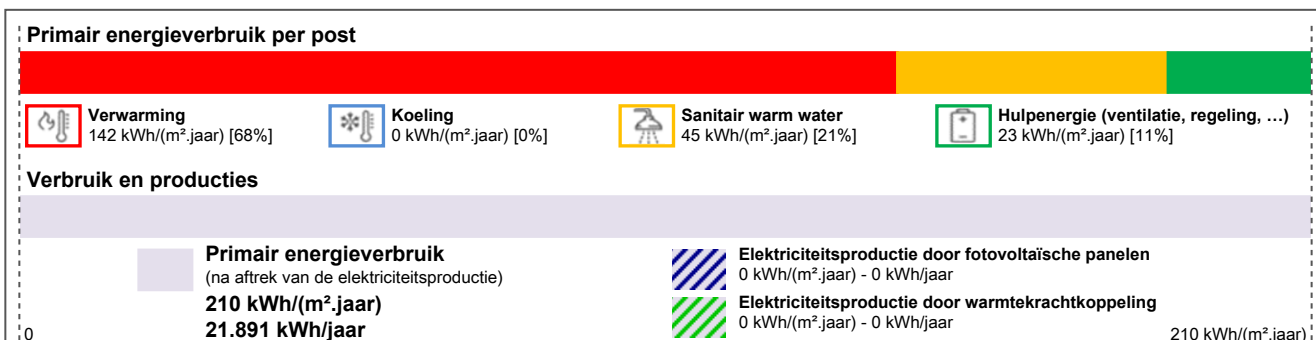 Primair energieverbruik per post
Verwarming
142 kWh/(m².jaar) [68%]
Koeling
0 kWh/(m².jaar) [0%]
Sanitair warm water
45 kWh/(m².jaar) [21%]
Hulpenergie (ventilatie, regeling, …)
23 kWh/(m².jaar) [11%]
Verbruik en producties
Primair energieverbruik
(na aftrek van de elektriciteitsproductie)
210 kWh/(m².jaar)
21.891 kWh/jaar
Elektriciteitsproductie door fotovoltaïsche panelen
0 kWh/(m².jaar) - 0 kWh/jaar
Elektriciteitsproductie door warmtekrachtkoppeling
0 kWh/(m².jaar) - 0 kWh/jaar
0
210 kWh/(m².jaar)